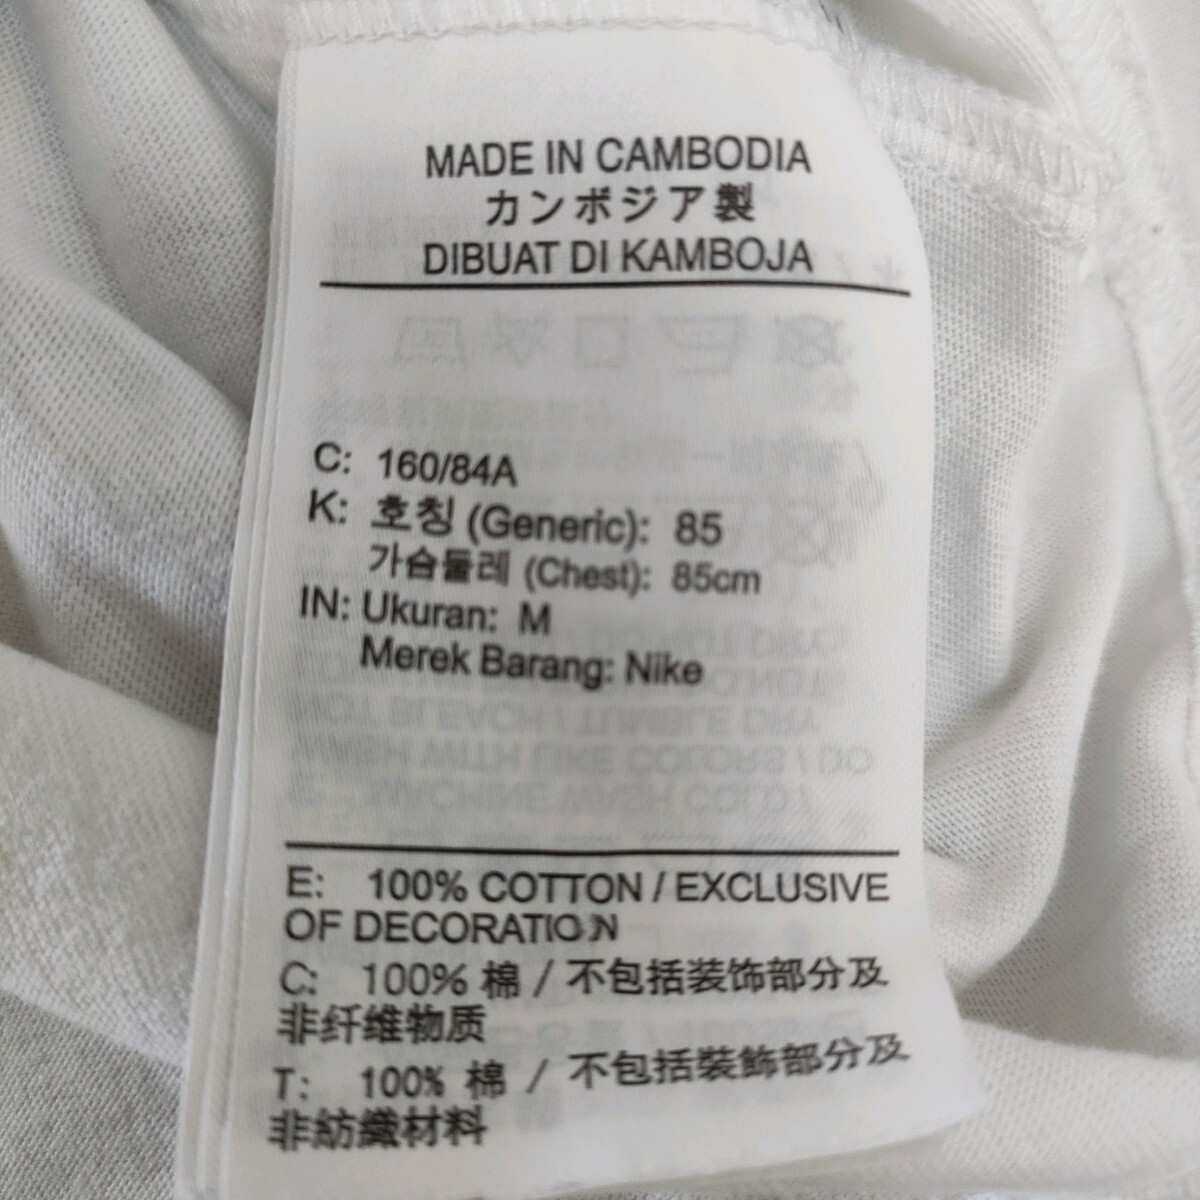 MADE IN CAMBODIA
カンボジア製
DIBUAT DI KAMBOJA
C: 160/84A
K: 호칭 (Generic): 85
가슴둘레 (Chest): 85cm
IN: Ukuran: M
Merek Barang: Nike
E: 100% COTTON / EXCLUSIVE
OF DECORATION
C: 100% 棉 / 不包括装饰部分及
非纤维物质
T: 100% 棉 / 不包括裝飾部分及
非紡織材料